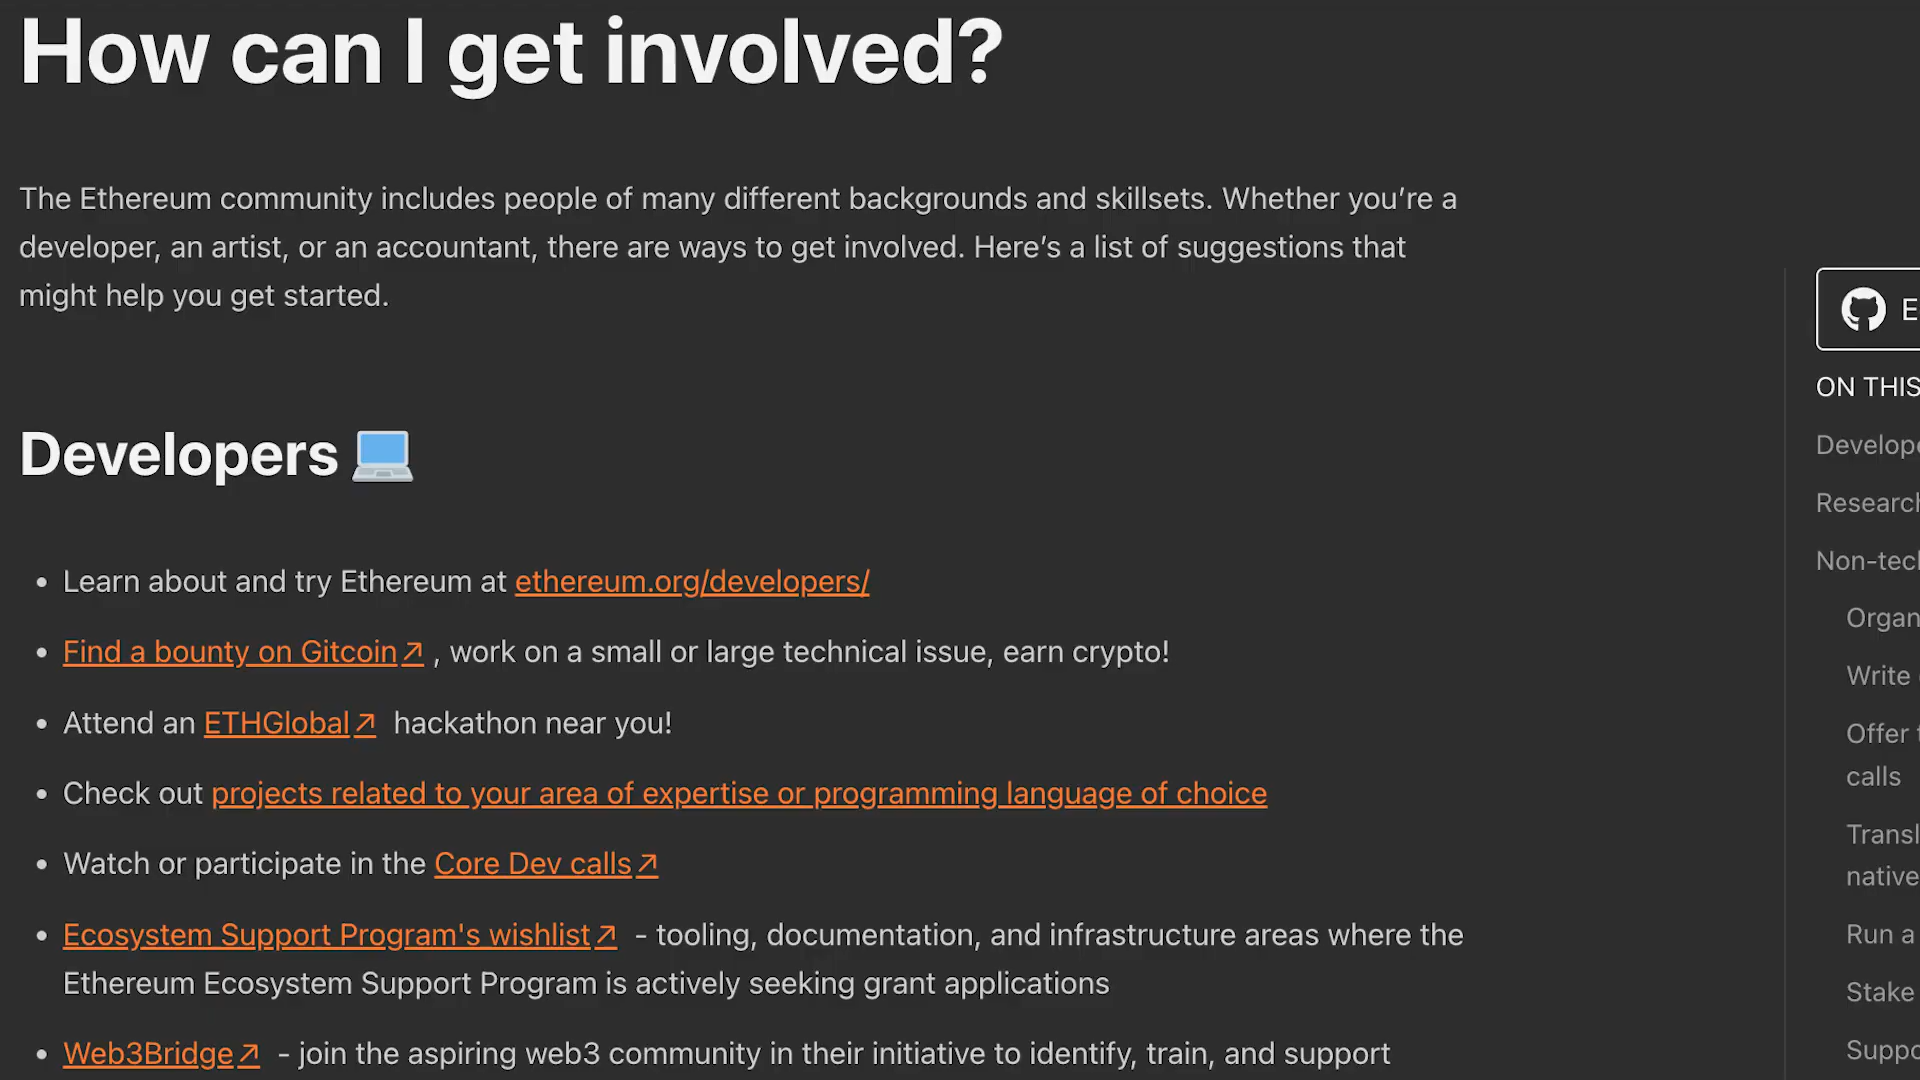 How can I get involved?
The Ethereum community includes people of many different backgrounds and skillsets. Whether you’re a
developer, an artist, or an accountant, there are ways to get involved. Here’s a list of suggestions that
might help you get started.
Developers
• Learn about and try Ethereum at ethereum.org/developers/
• Find a bounty on Gitcoin↗ , work on a small or large technical issue, earn crypto!
• Attend an ETHGlobal↗ hackathon near you!
• Check out projects related to your area of expertise or programming language of choice
• Watch or participate in the Core Dev calls↗
• Ecosystem Support Program's wishlist↗ - tooling, documentation, and infrastructure areas where the
Ethereum Ecosystem Support Program is actively seeking grant applications
• Web3Bridge↗ - join the aspiring web3 community in their initiative to identify, train, and support
ON THIS
Write
Offer
calls
native
Run a
Stake